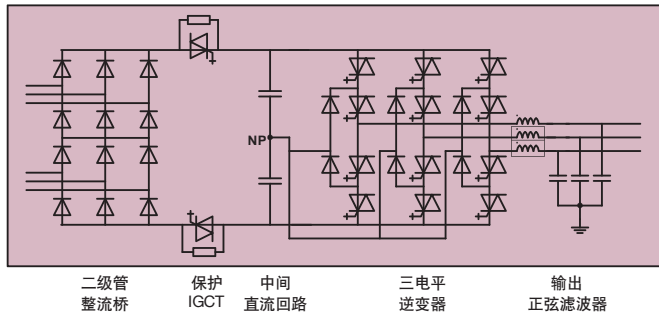 NP
二级管
整流桥
保护
IGCT
中间
直流回路
三电平
逆变器
输出
正弦滤波器